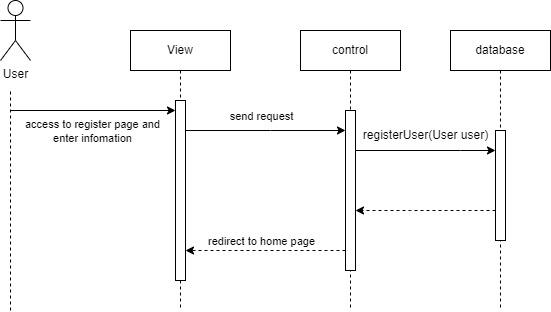 User
View
control
database
access to register page and
enter infomation
send request
registerUser(User user)
redirect to home page